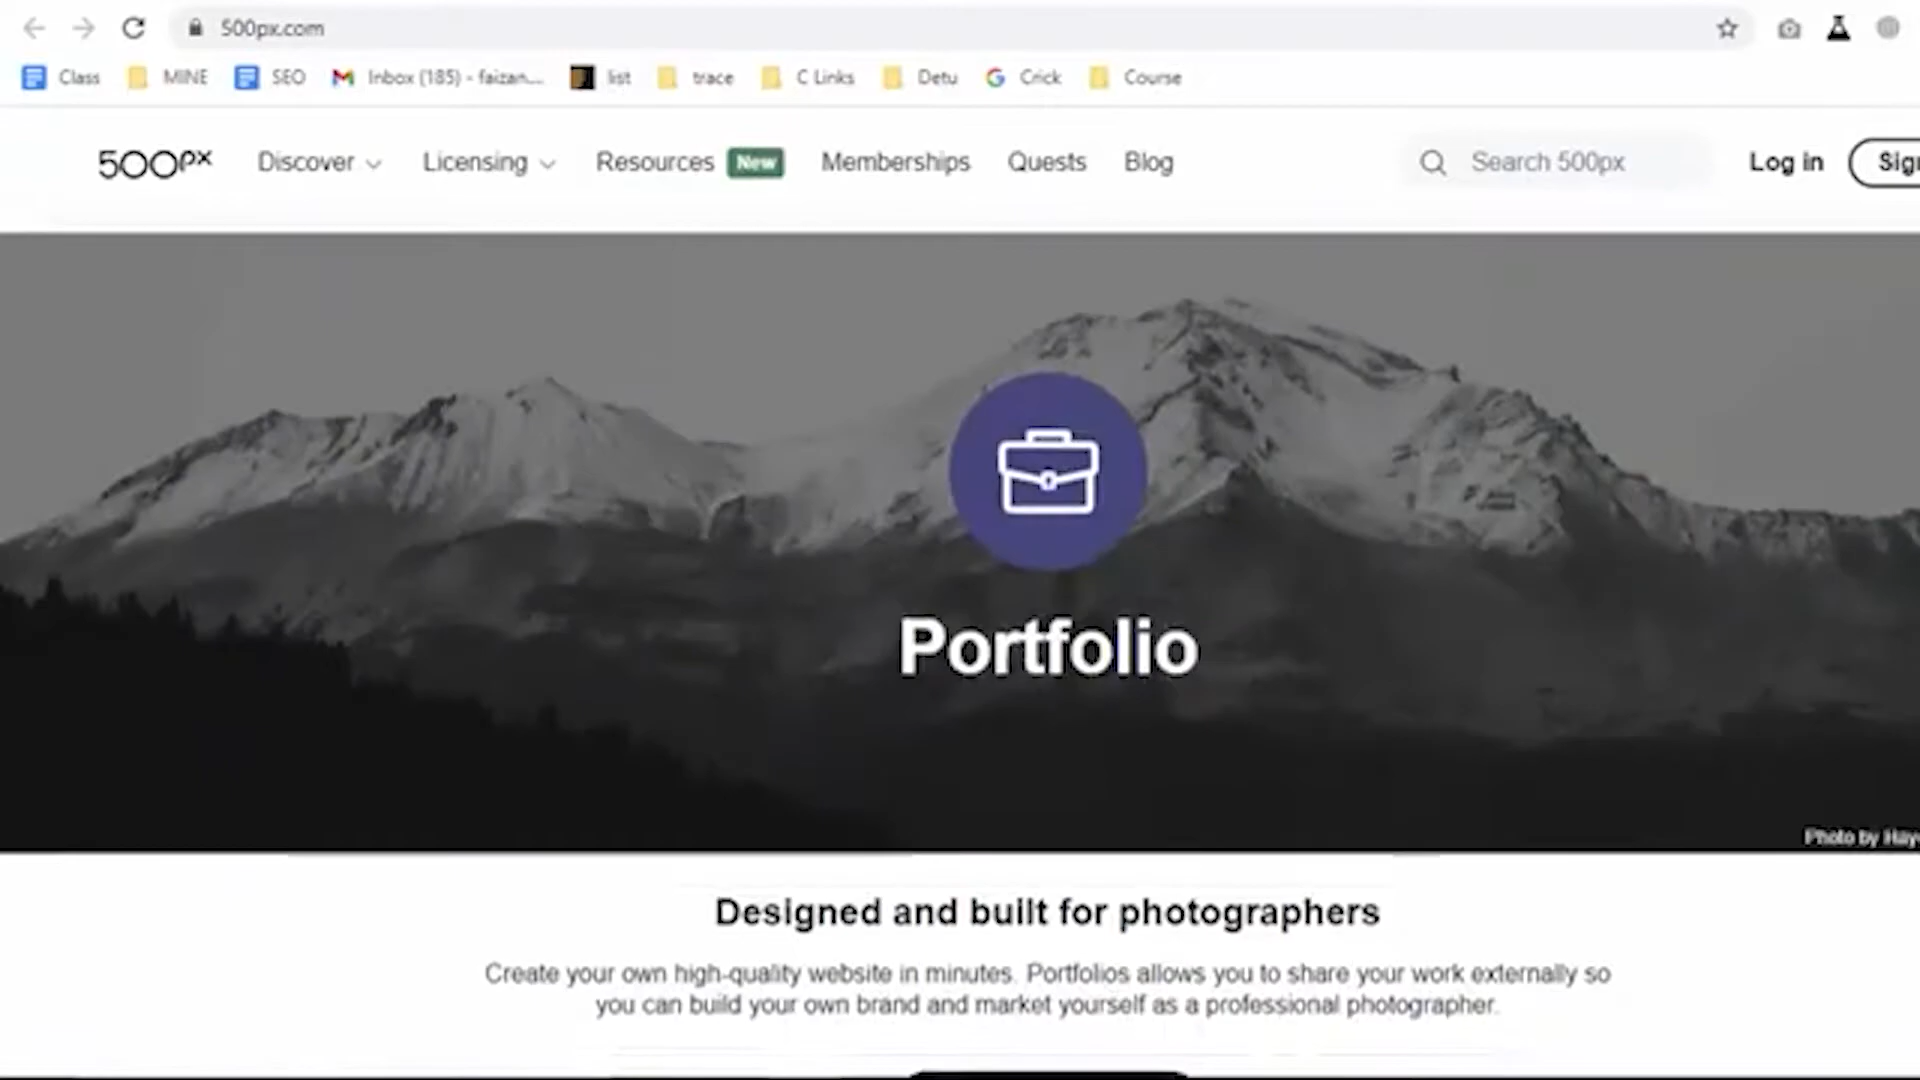 500px.com
Class MINE SEO Inbox (185) - faizan... list trace C Links Detu Crick Course
500px Discover Licensing Resources New Memberships Quests Blog Search 500px Log in Sig
Portfolio
Photo by Hay
Designed and built for photographers
Create your own high-quality website in minutes. Portfolios allows you to share your work externally so
you can build your own brand and market yourself as a professional photographer.